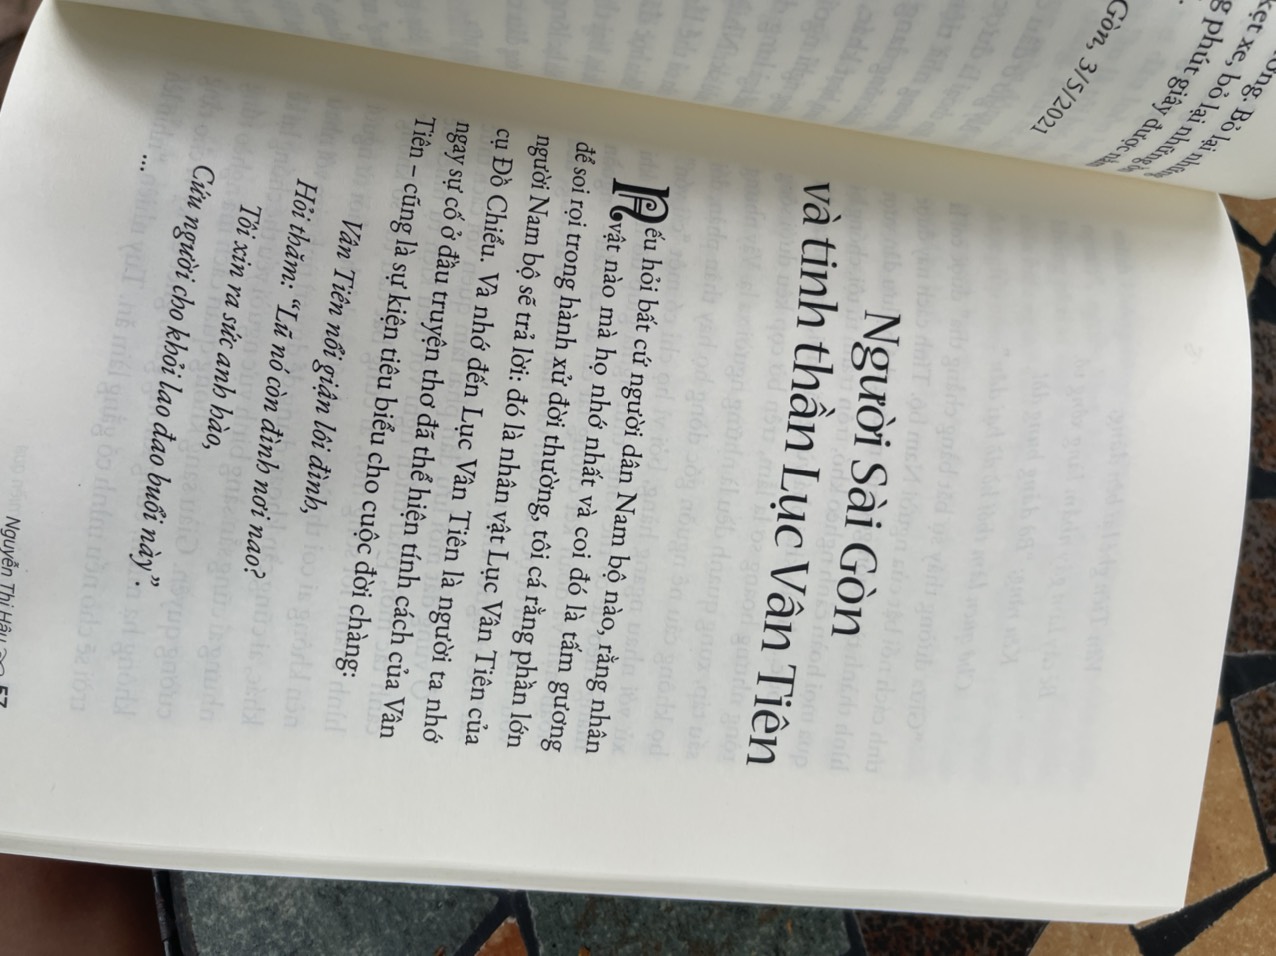 ông. Bỏ lại những
kẹt xe, bỏ lại những ồn
g phút giây được nằm
Gòn, 3/5/2021
Người Sài Gòn
và tinh thần Lục Vân Tiên
Nếu hỏi bất cứ người dân Nam bộ nào, rằng nhân
vật nào mà họ nhớ nhất và coi đó là tấm gương
để soi rọi trong hành xử đời thường, tôi cá rằng phần lớn
người Nam bộ sẽ trả lời: đó là nhân vật Lục Vân Tiên của
cụ Đồ Chiểu. Và nhớ đến Lục Vân Tiên là người ta nhớ
ngay sự cố ở đầu truyện thơ đã thể hiện tính cách của Vân
Tiên – cũng là sự kiện tiêu biểu cho cuộc đời chàng:
Vân Tiên nổi giận lôi đình,
Hỏi thăm: “Lũ nó còn đình nơi nao?
Tôi xin ra sức anh hào,
Cứu người cho khỏi lao đao buổi này”.
...
Nguyễn Thị Hậu 57